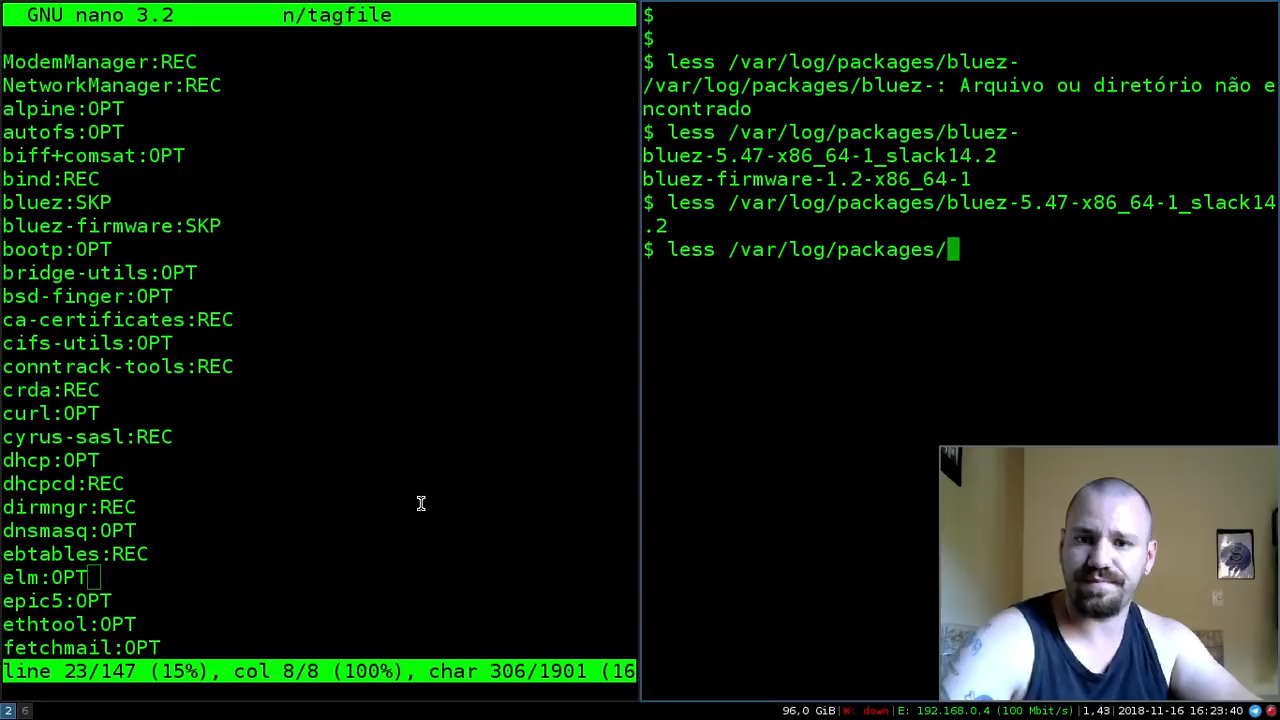 GNU nano 3.2 n/tagfile
ModemManager:REC
NetworkManager:REC
alpine:OPT
autofs:OPT
biff+comsat:OPT
bind:REC
bluez:SKP
bluez-firmware:SKP
bootp:OPT
bridge-utils:OPT
bsd-finger:OPT
ca-certificates:REC
cifs-utils:OPT
conntrack-tools:REC
crda:REC
curl:OPT
cyrus-sasl:REC
dhcp:OPT
dhcpcd:REC
dirmngr:REC
dnsmasq:OPT
ebtables:REC
elm:OPT
epic5:OPT
ethtool:OPT
fetchmail:OPT
line 23/147 (15%), col 8/8 (100%), char 306/1901 (16
$
$
$ less /var/log/packages/bluez-
/var/log/packages/bluez-: Arquivo ou diretório não e
ncontrado
$ less /var/log/packages/bluez-
bluez-5.47-x86_64-1_slack14.2
bluez-firmware-1.2-x86_64-1
$ less /var/log/packages/bluez-5.47-x86_64-1_slack14
.2
$ less /var/log/packages/
2 6 96,0 GiB|W: down|E: 192.168.0.4 (100 Mbit/s)|1,43|2018-11-16 16:23:40